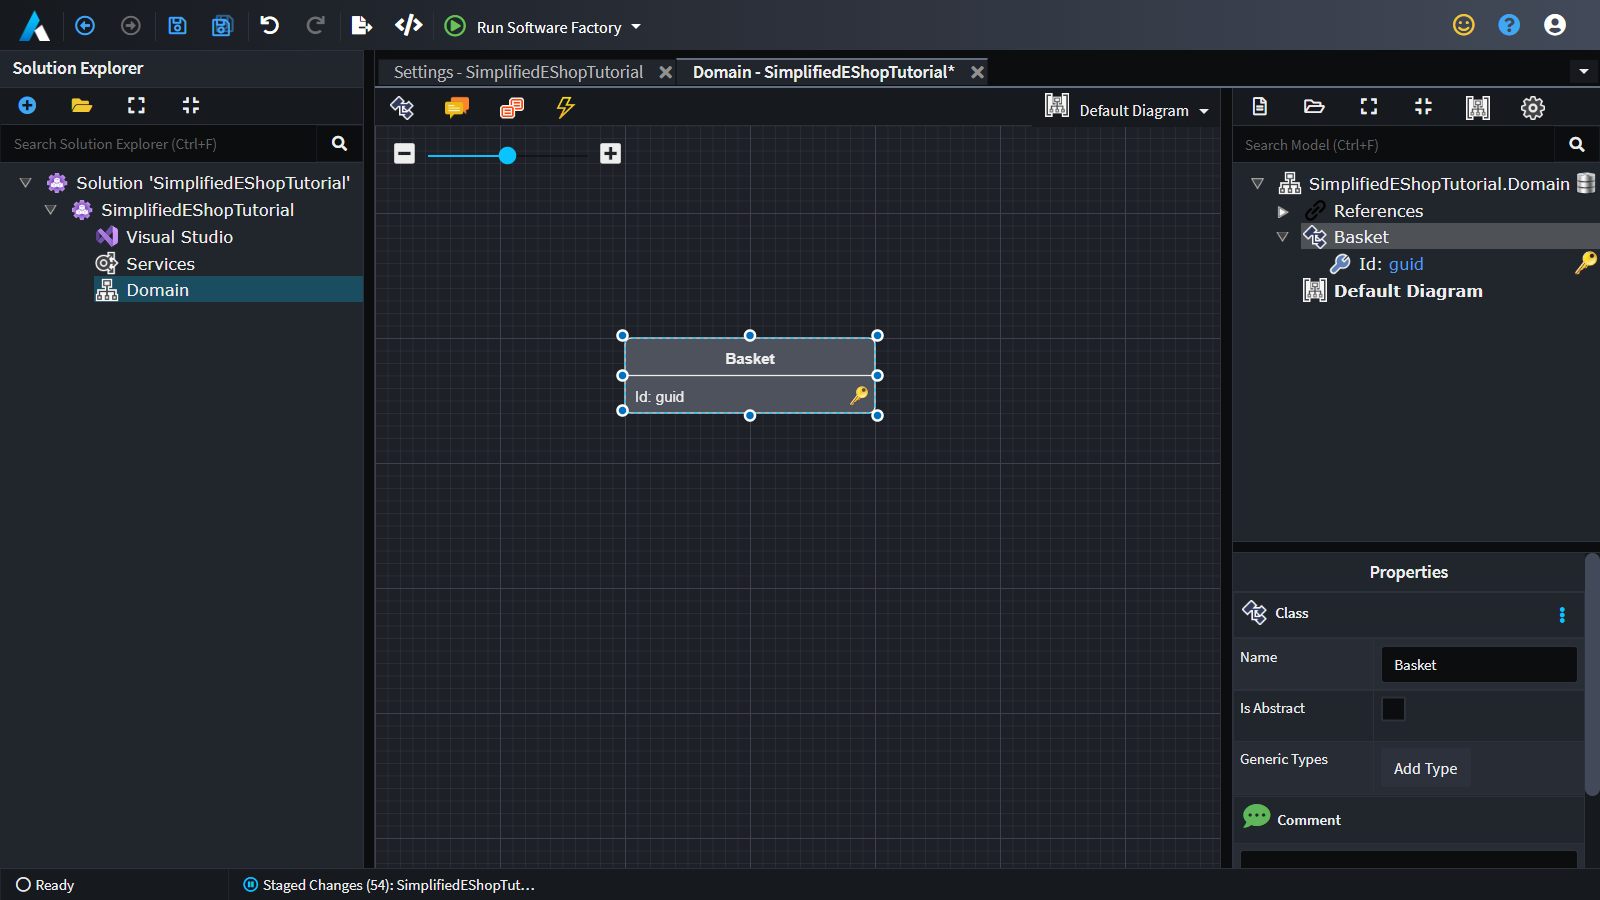 Run Software Factory
Solution Explorer
Search Solution Explorer (Ctrl+F)
Solution 'SimplifiedEShopTutorial'
SimplifiedEShopTutorial
Visual Studio
Services
Domain
Settings - SimplifiedEShopTutorial
Domain - SimplifiedEShopTutorial*
Default Diagram
Basket
Id: guid
Search Model (Ctrl+F)
SimplifiedEShopTutorial.Domain
References
Basket
Id: guid
Default Diagram
Properties
Class
Name
Basket
Is Abstract
Generic Types
Add Type
Comment
Ready
Staged Changes (54): SimplifiedEShopTut...